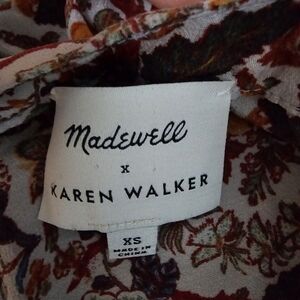 Madewell
x
KAREN WALKER
XS
MADE IN
CHINA